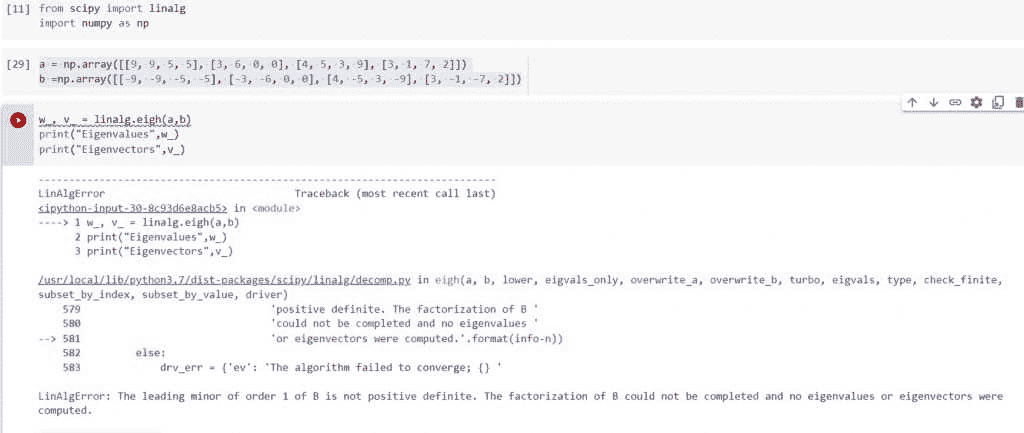 [11] from scipy import linalg
import numpy as np
[29] a = np.array([[9, 9, 5, 5], [3, 6, 0, 0], [4, 5, 3, 9], [3, 1, 7, 2]])
b =np.array([[-9, -9, -5, -5], [-3, -6, 0, 0], [4, -5, 3, -9], [3, -1, -7, 2]])
w_, v_ = linalg.eigh(a,b)
print("Eigenvalues",w_)
print("Eigenvectors",v_)
---------------------------------------------------------------------------
LinAlgError Traceback (most recent call last)
<ipython-input-30-8c93d6e8acb5> in <module>
----> 1 w_, v_ = linalg.eigh(a,b)
2 print("Eigenvalues",w_)
3 print("Eigenvectors",v_)
/usr/local/lib/python3.7/dist-packages/scipy/linalg/decomp.py in eigh(a, b, lower, eigvals_only, overwrite_a, overwrite_b, turbo, eigvals, type, check_finite,
subset_by_index, subset_by_value, driver)
579 'positive definite. The factorization of B '
580 'could not be completed and no eigenvalues '
--> 581 'or eigenvectors were computed.'.format(info-n))
582 else:
583 drv_err = {'ev': 'The algorithm failed to converge; {} '
LinAlgError: The leading minor of order 1 of B is not positive definite. The factorization of B could not be completed and no eigenvalues or eigenvectors were
computed.